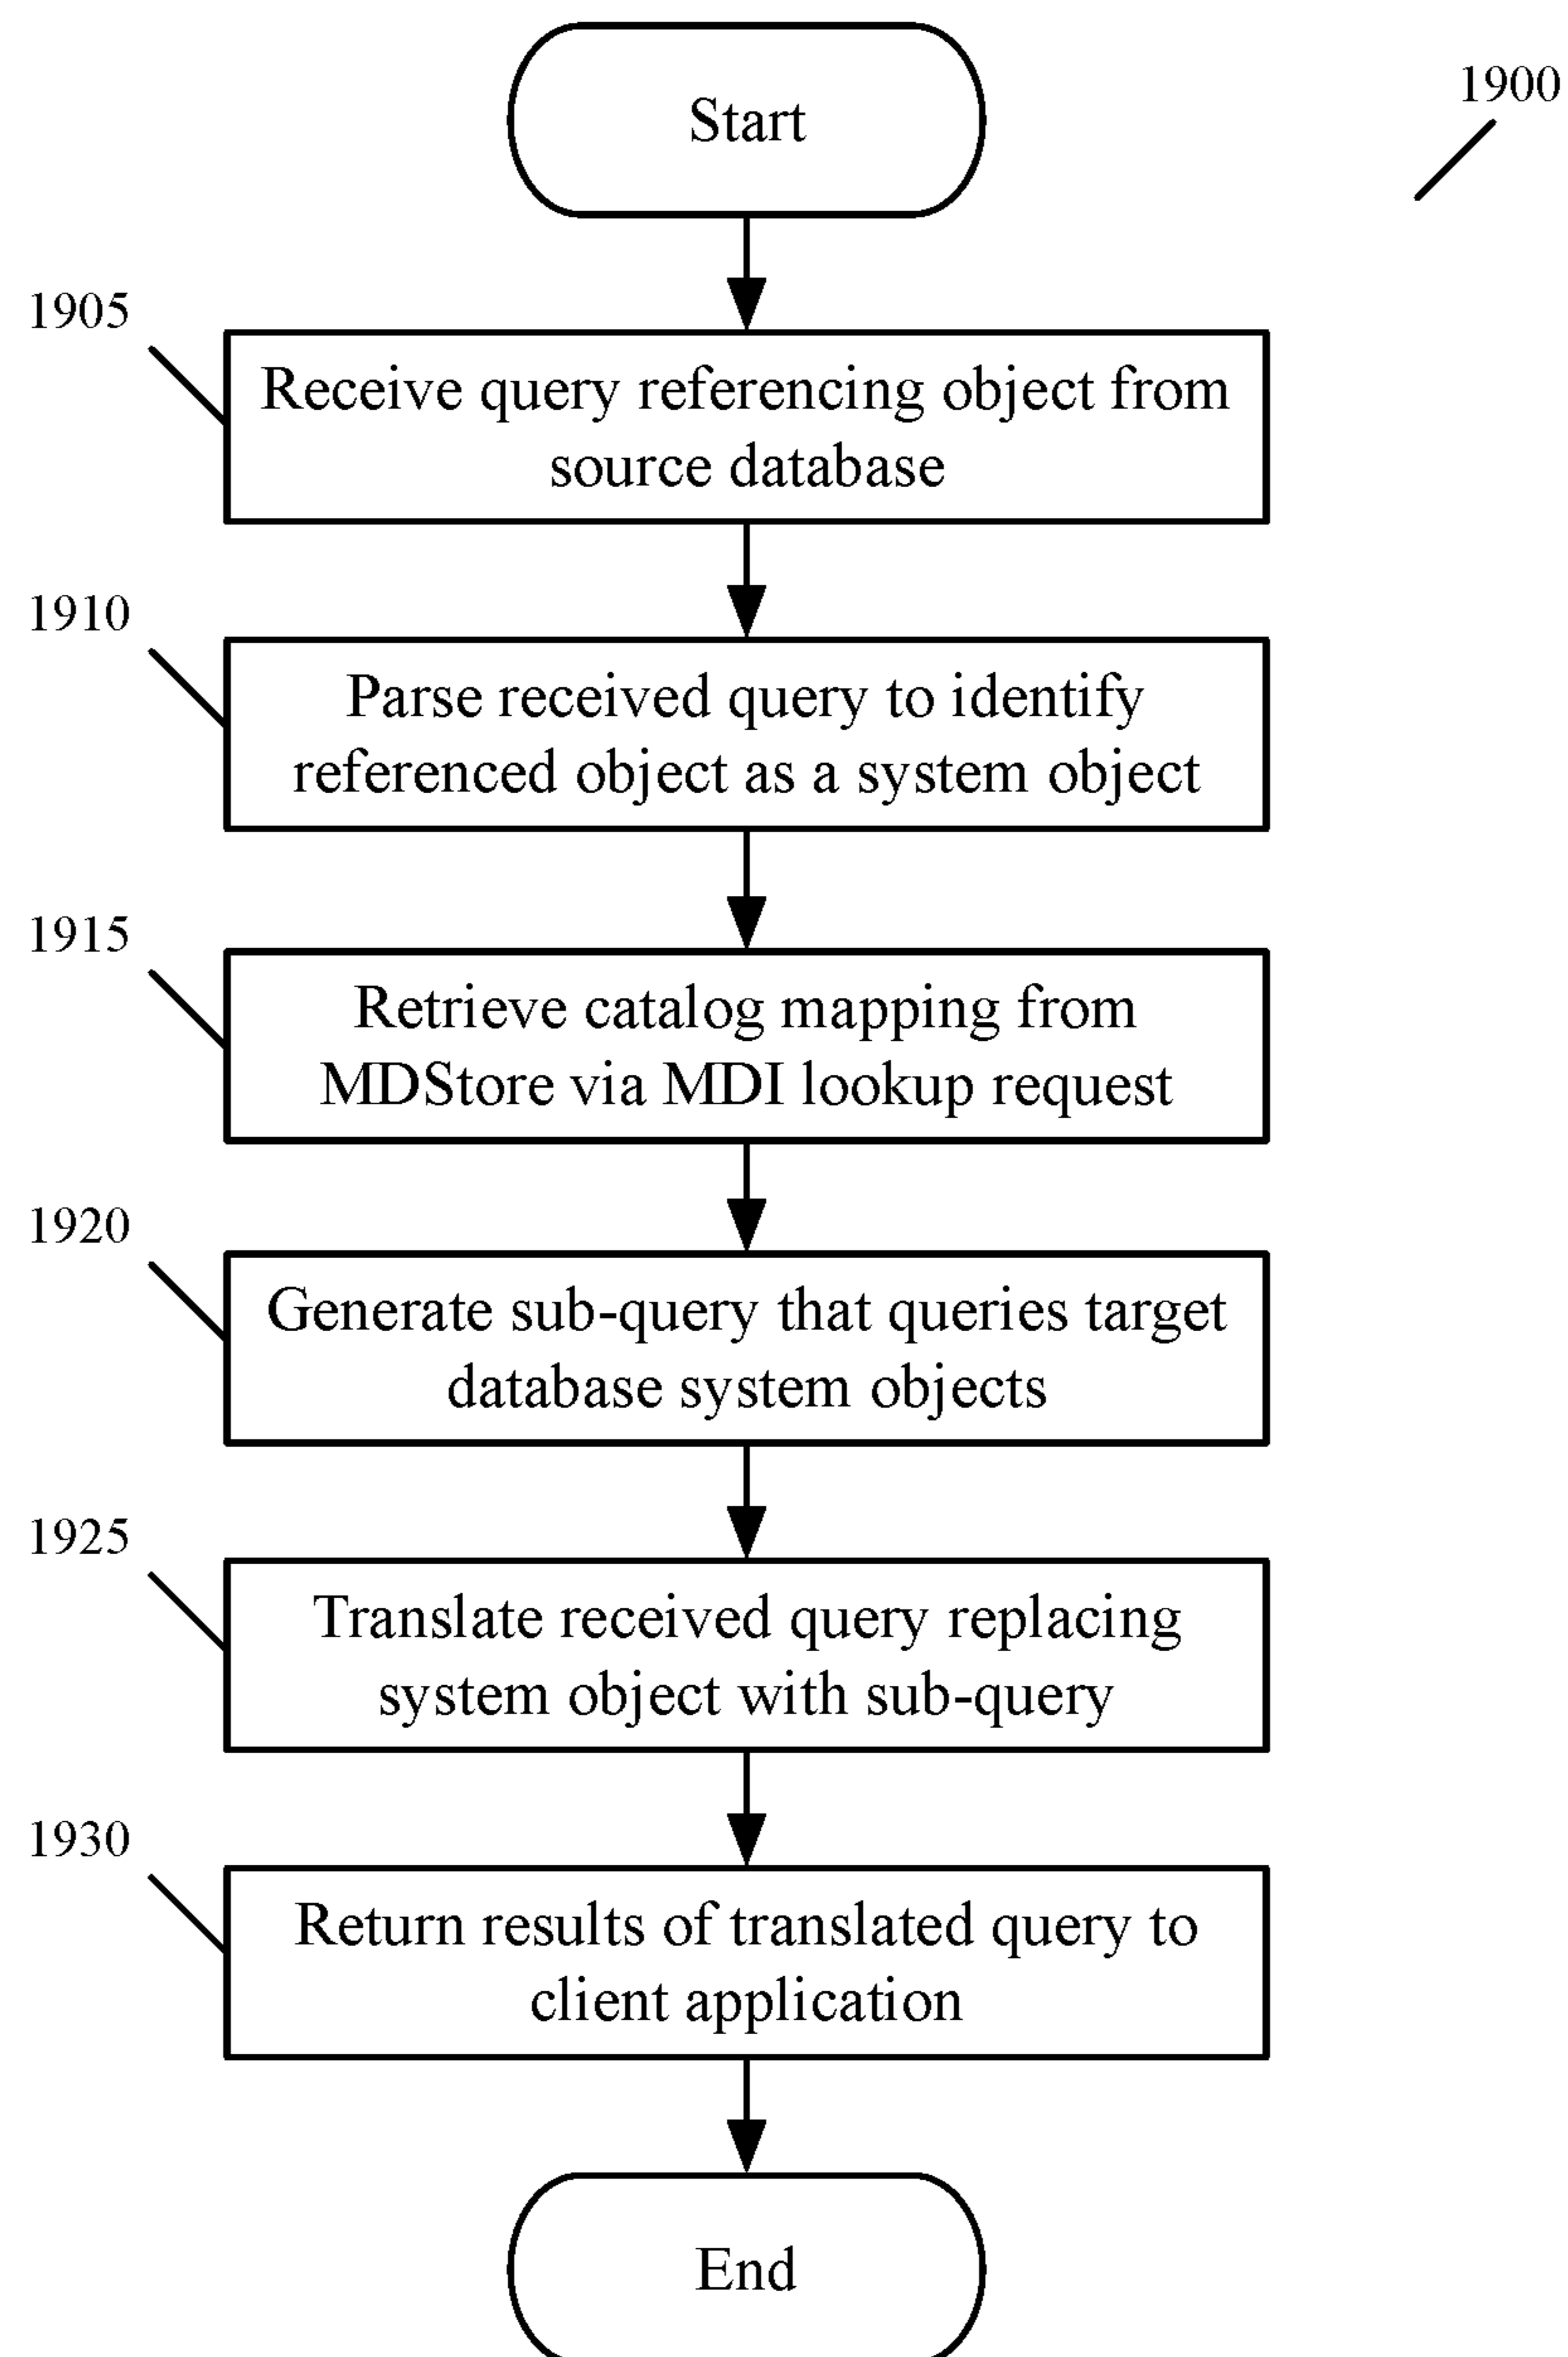 Start
1900
1905
Receive query referencing object from
source database
1910
Parse received query to identify
referenced object as a system object
1915
Retrieve catalog mapping from
MDStore via MDI lookup request
1920
Generate sub-query that queries target
database system objects
1925
Translate received query replacing
system object with sub-query
1930
Return results of translated query to
client application
End